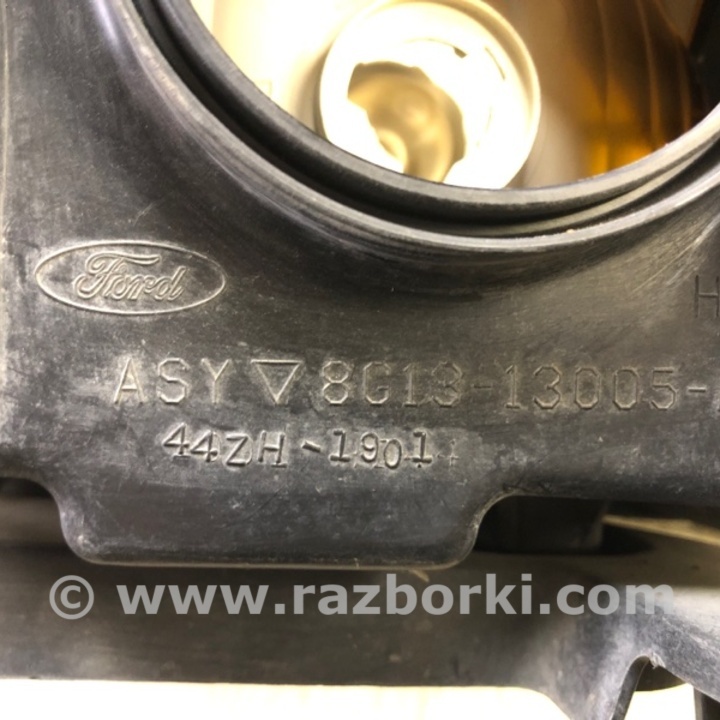 Ford
H
ASY ▽ 8G13-13005-
44ZH-1901
© www.razborki.com